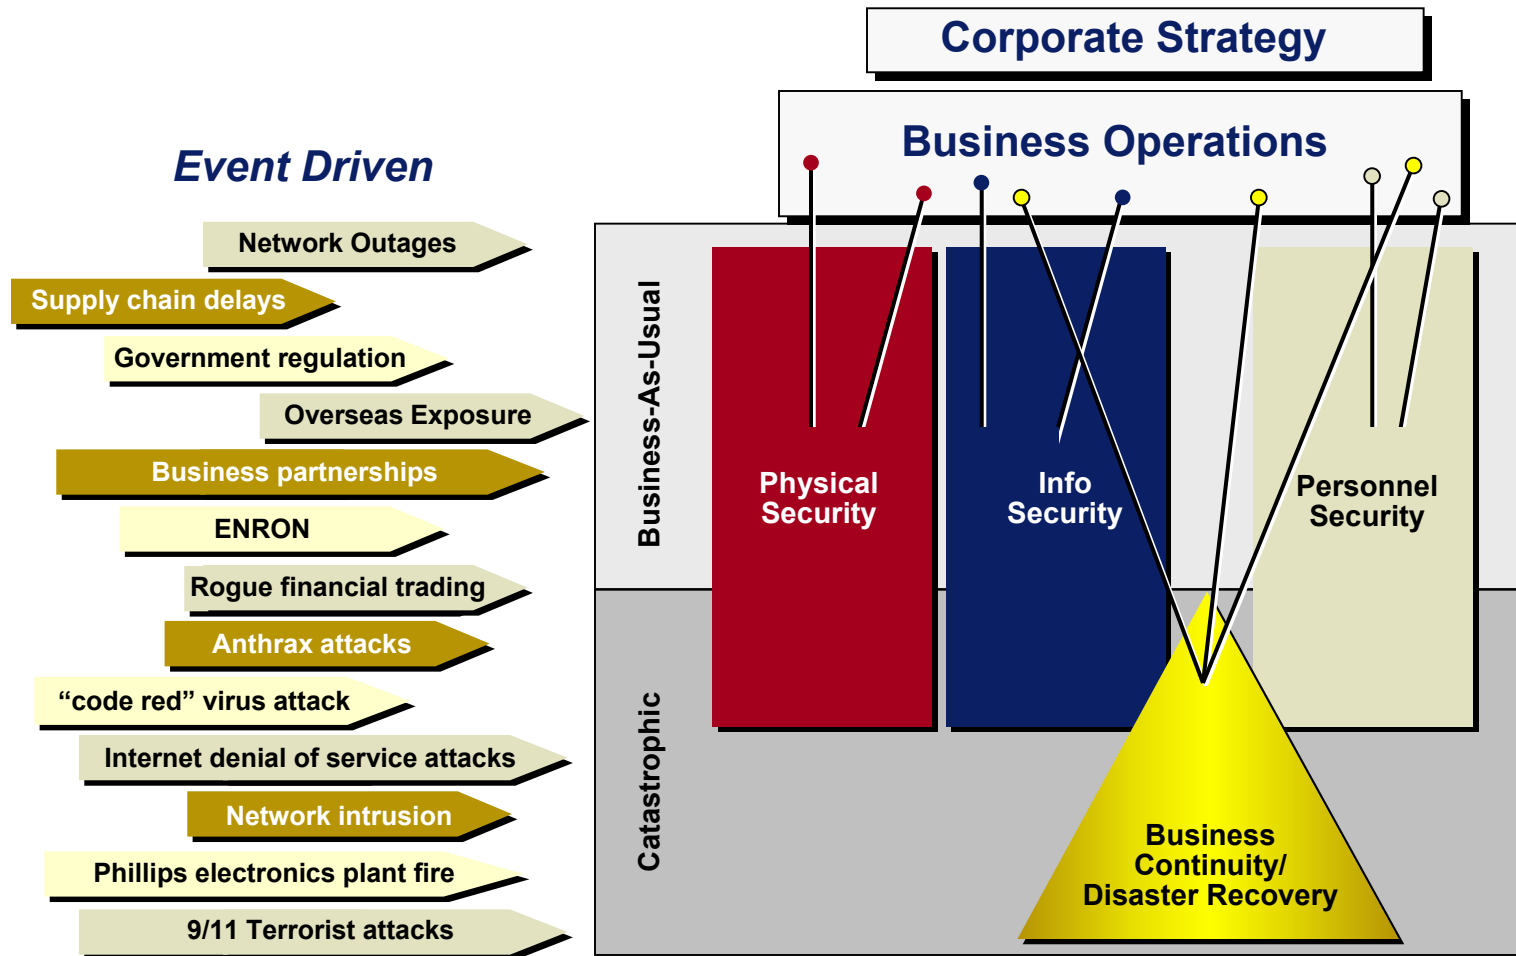 Corporate Strategy
Business Operations
Event Driven
Network Outages
Supply chain delays
Government regulation
Overseas Exposure
Business partnerships
ENRON
Rogue financial trading
Anthrax attacks
“code red” virus attack
Internet denial of service attacks
Network intrusion
Phillips electronics plant fire
9/11 Terrorist attacks
Business-As-Usual
Catastrophic
Physical
Security
Info
Security
Personnel
Security
Business
Continuity/
Disaster Recovery